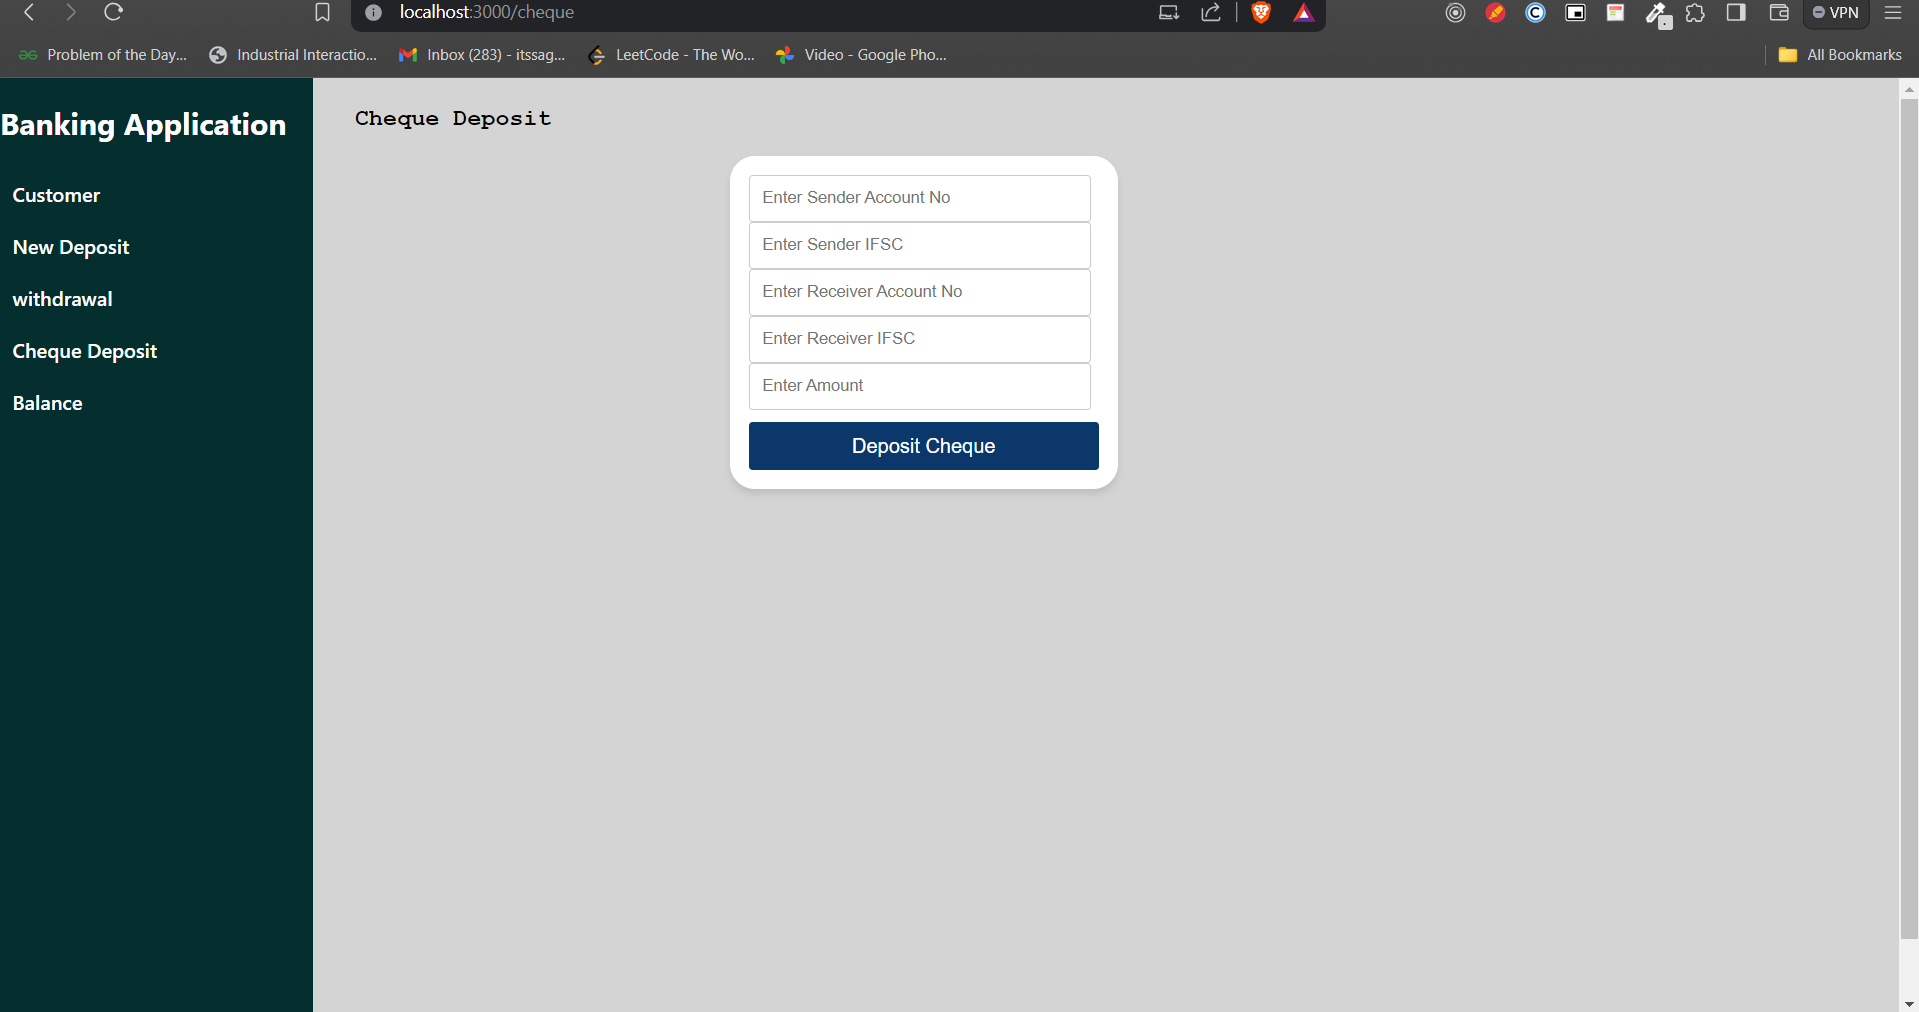 localhost:3000/cheque
VPN
Problem of the Day...
Industrial Interactio...
Inbox (283) - itssag...
LeetCode - The Wo...
Video - Google Pho...
All Bookmarks
Banking Application
Customer
New Deposit
withdrawal
Cheque Deposit
Balance
Cheque Deposit
Enter Sender Account No
Enter Sender IFSC
Enter Receiver Account No
Enter Receiver IFSC
Enter Amount
Deposit Cheque